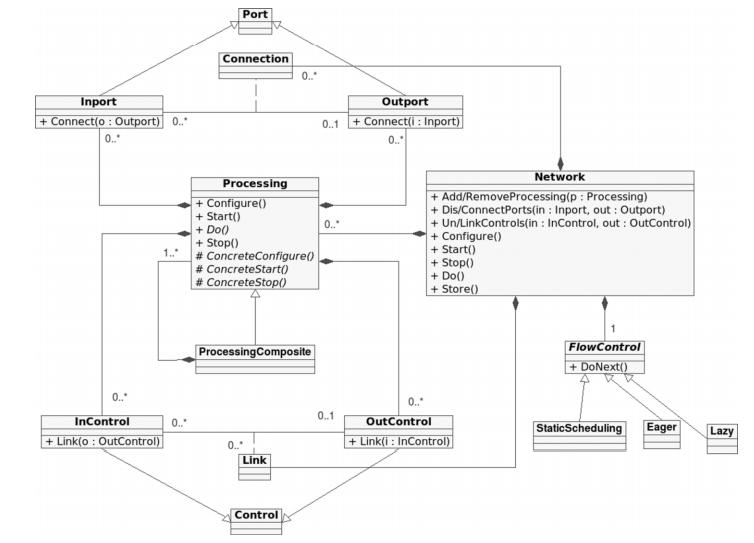 Port
Connection
0..*
Inport
+ Connect(o : Outport)
0..*
0..1
Outport
+ Connect(i : Inport)
0..*
0..*
Processing
+ Configure()
+ Start()
+ Do()
+ Stop()
# ConcreteConfigure()
# ConcreteStart()
# ConcreteStop()
0..*
1..*
Network
+ Add/RemoveProcessing(p : Processing)
+ Dis/ConnectPorts(in : Inport, out : Outport)
+ Un/LinkControls(in : InControl, out : OutControl)
+ Configure()
+ Start()
+ Stop()
+ Do()
+ Store()
1
ProcessingComposite
FlowControl
+ DoNext()
0..*
0..*
InControl
+ Link(o : OutControl)
0..*
0..1
0..*
OutControl
+ Link(i : InControl)
Link
StaticScheduling
Eager
Lazy
Control